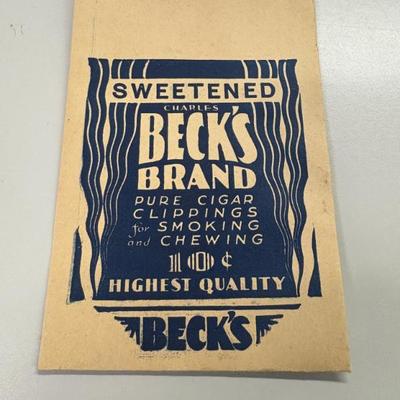 SWEETENED
CHARLES
BECK'S
BRAND
PURE CIGAR
CLIPPINGS
for SMOKING
and CHEWING
10¢
HIGHEST QUALITY
BECK'S